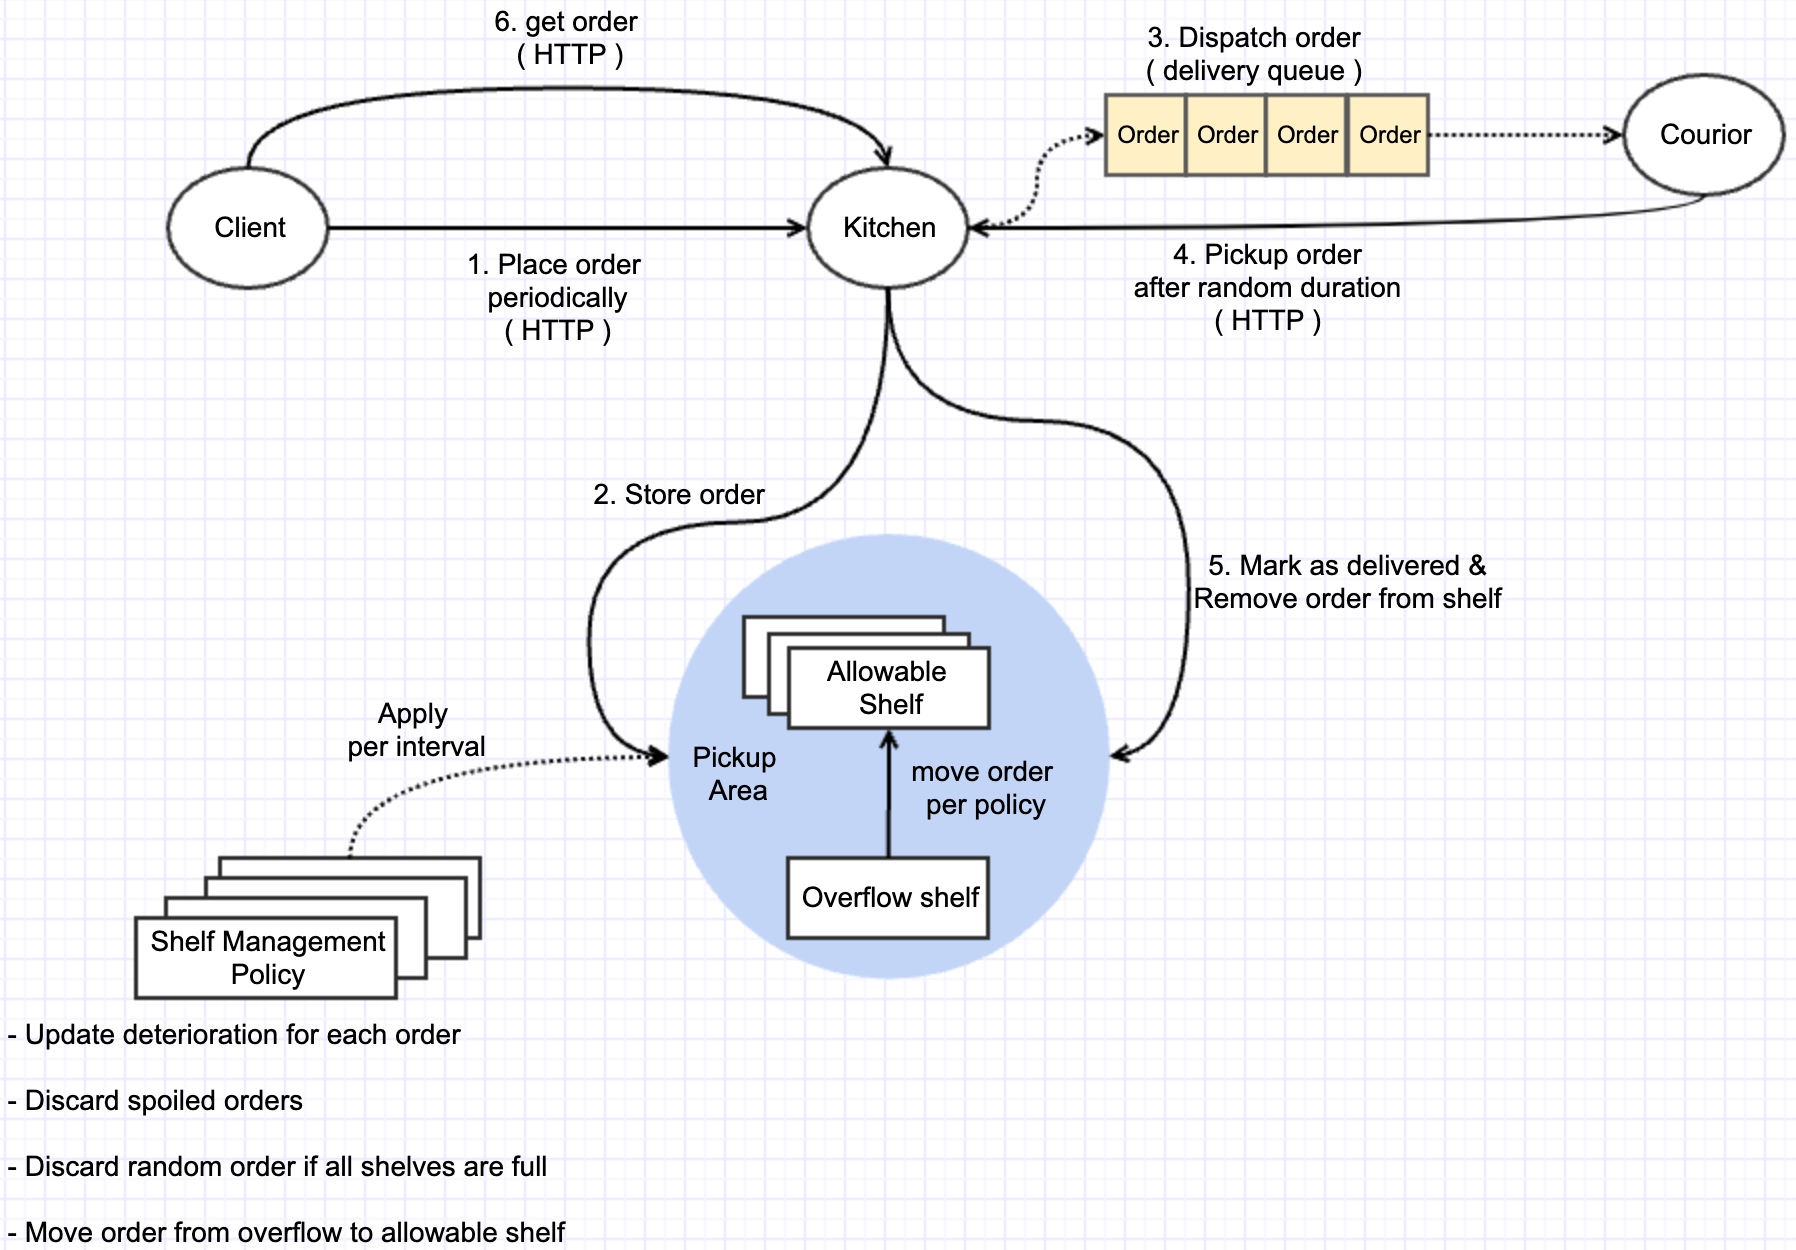 6. get order
( HTTP )
3. Dispatch order
( delivery queue )
Order Order Order Order
Courior
Client
Kitchen
1. Place order
periodically
( HTTP )
4. Pickup order
after random duration
( HTTP )
2. Store order
5. Mark as delivered &
Remove order from shelf
Allowable
Shelf
Apply
per interval
Pickup
Area
move order
per policy
Overflow shelf
Shelf Management
Policy
- Update deterioration for each order
- Discard spoiled orders
- Discard random order if all shelves are full
- Move order from overflow to allowable shelf